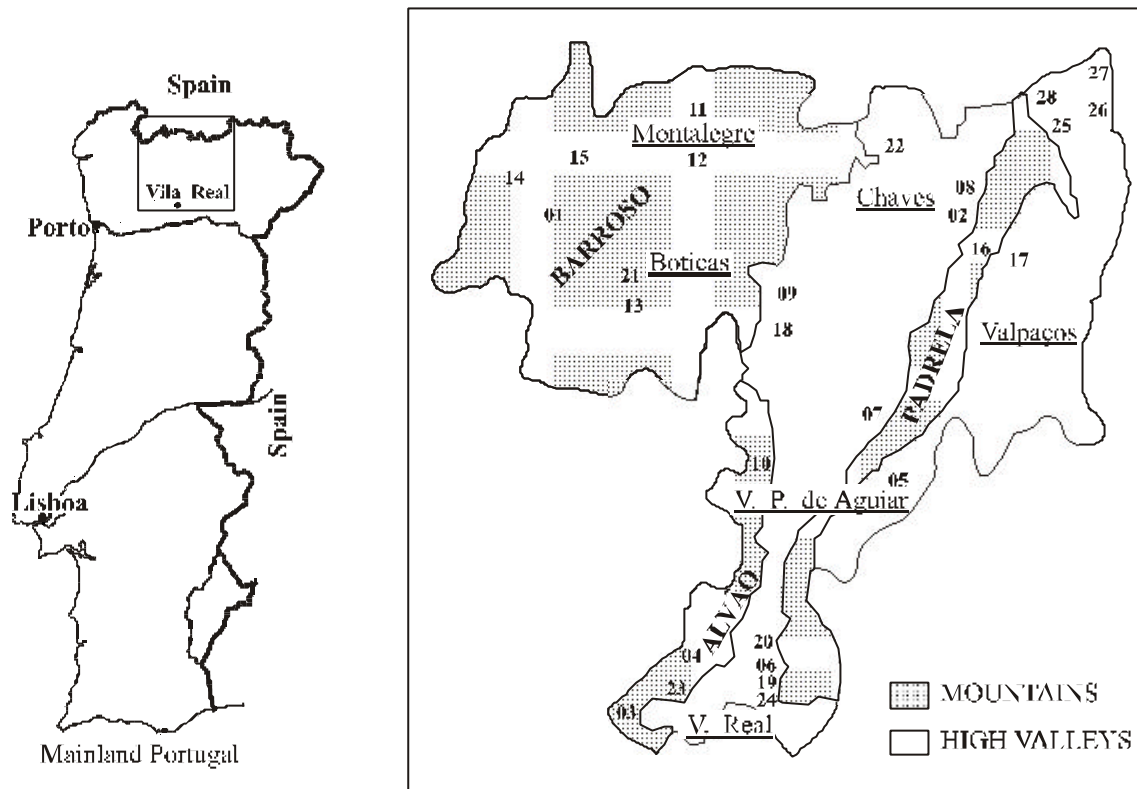 Spain
Vila Real
Porto
Spain
Lisboa
Mainland Portugal
27
28
26
11
25
Montalegre
22
15
12
14
08
Chaves
01
02
BARROSO
16
17
Boticas
21
09
13
18
Valpaços
PADRELA
07
10
05
V. P. de Aguiar
ALVAO
20
04
06
19
23
24
03
V. Real
MOUNTAINS
HIGH VALLEYS